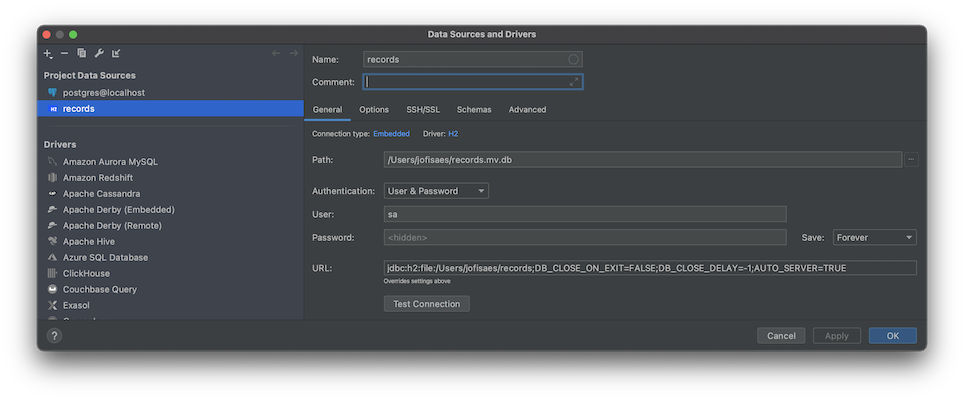 Data Sources and Drivers
Project Data Sources
postgres@localhost
H2 records
Drivers
Amazon Aurora MySQL
Amazon Redshift
Apache Cassandra
Apache Derby (Embedded)
Apache Derby (Remote)
Apache Hive
Azure SQL Database
ClickHouse
Couchbase Query
Exasol
Name: records
Comment:
General Options SSH/SSL Schemas Advanced
Connection type: Embedded Driver: H2
Path: /Users/jofisaes/records.mv.db ...
Authentication: User & Password
User: sa
Password: <hidden> Save: Forever
URL: jdbc:h2:file:/Users/jofisaes/records;DB_CLOSE_ON_EXIT=FALSE;DB_CLOSE_DELAY=-1;AUTO_SERVER=TRUE
Overrides settings above
Test Connection
? Cancel Apply OK